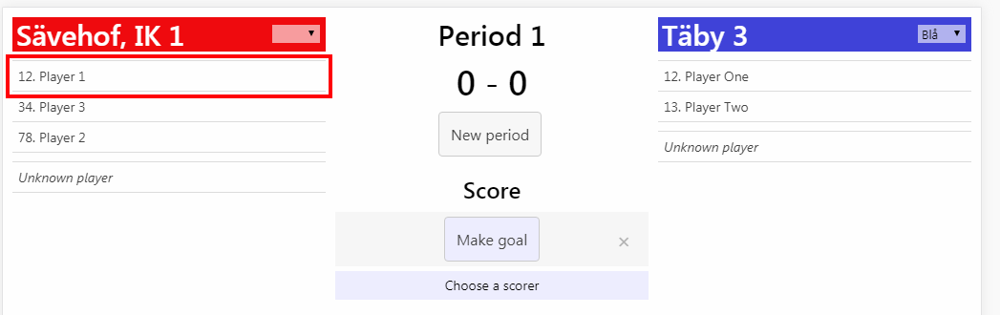 Sävehof, IK 1
12. Player 1
34. Player 3
78. Player 2
Unknown player
Period 1
0 - 0
New period
Score
Make goal
×
Choose a scorer
Täby 3
Blå
12. Player One
13. Player Two
Unknown player